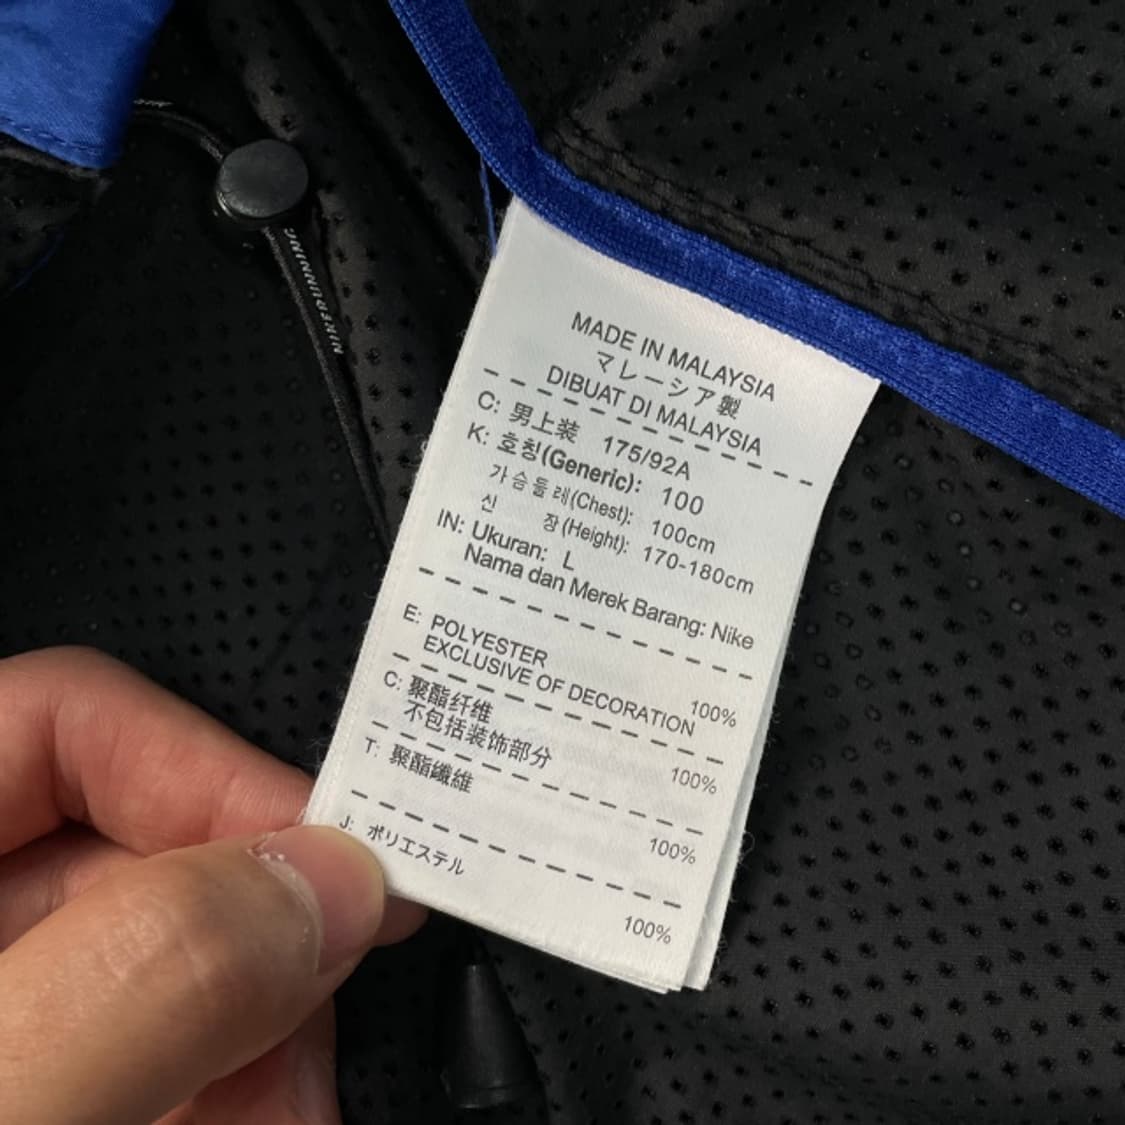 NIKERUNNING
MADE IN MALAYSIA
マレーシア製
DIBUAT DI MALAYSIA
C: 男上装 175/92A
K: 호칭(Generic): 100
가슴둘레(Chest): 100cm
신 장(Height): 170-180cm
IN: Ukuran: L
Nama dan Merek Barang: Nike
E: POLYESTER 100%
EXCLUSIVE OF DECORATION
C: 聚酯纤维 100%
不包括装饰部分
T: 聚酯纖維 100%
J: ポリエステル 100%